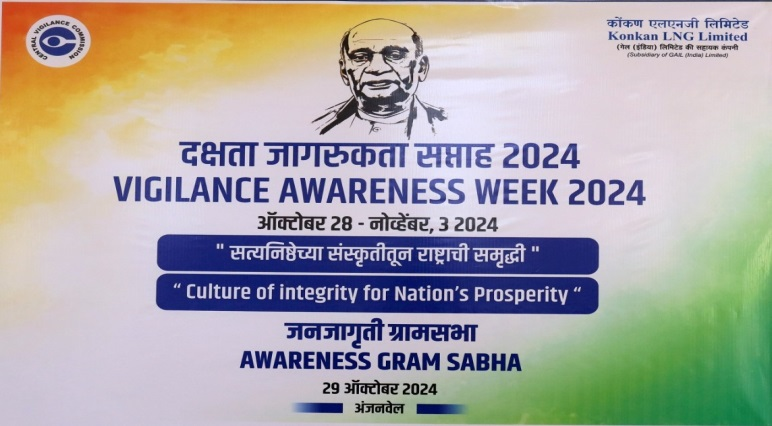 CENTRAL VIGILANCE COMMISSION
कोंकण एलएनजी लिमिटेड
Konkan LNG Limited
(गेल (इंडिया) लिमिटेड की सहायक कंपनी)
(Subsidiary of GAIL (India) Limited)
दक्षता जागरुकता सप्ताह 2024
VIGILANCE AWARENESS WEEK 2024
ऑक्टोबर 28 - नोव्हेंबर, 3 2024
" सत्यनिष्ठेच्या संस्कृतीतून राष्ट्राची समृद्धी "
“ Culture of integrity for Nation’s Prosperity “
जनजागृती ग्रामसभा
AWARENESS GRAM SABHA
29 ऑक्टोबर 2024
अंजनवेल